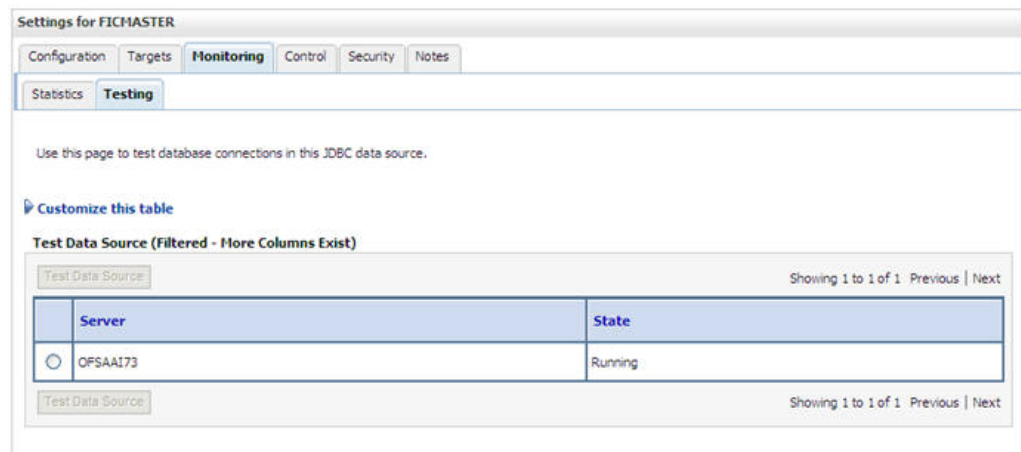 Settings for FICMASTER
Configuration Targets Monitoring Control Security Notes
Statistics Testing
Use this page to test database connections in this JDBC data source.
Customize this table
Test Data Source (Filtered - More Columns Exist)
Test Data Source Showing 1 to 1 of 1 Previous | Next
Server State
OFSAAI73 Running
Test Data Source Showing 1 to 1 of 1 Previous | Next